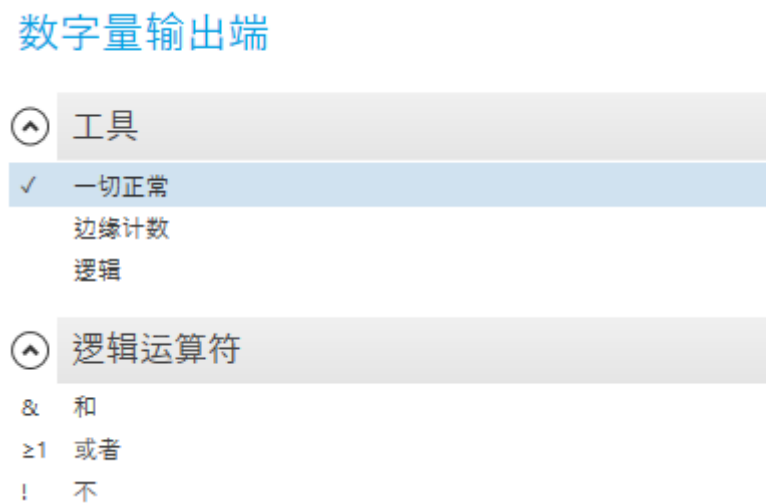 数字量输出端
工具
✓ 一切正常
边缘计数
逻辑
逻辑运算符
& 和
≥1 或者
! 不